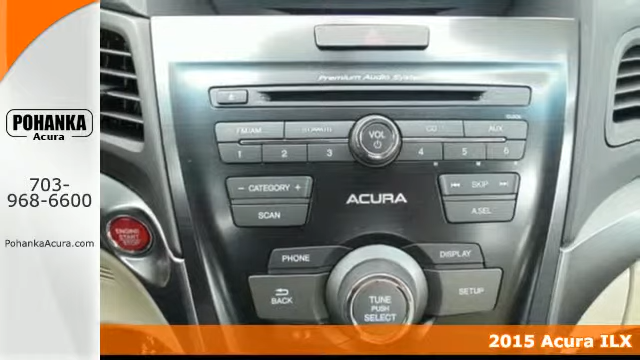 POHANKA
Acura
703-
968-6600
PohankaAcura.com
Premium Audio System
FM/AM
CD
AUX
VOL
1 2 3 4 5 6
- CATEGORY +
SKIP
SCAN
ACURA
A.SEL
ENGINE
START
PHONE
DISPLAY
BACK
SETUP
TUNE
PUSH
SELECT
2015 Acura ILX